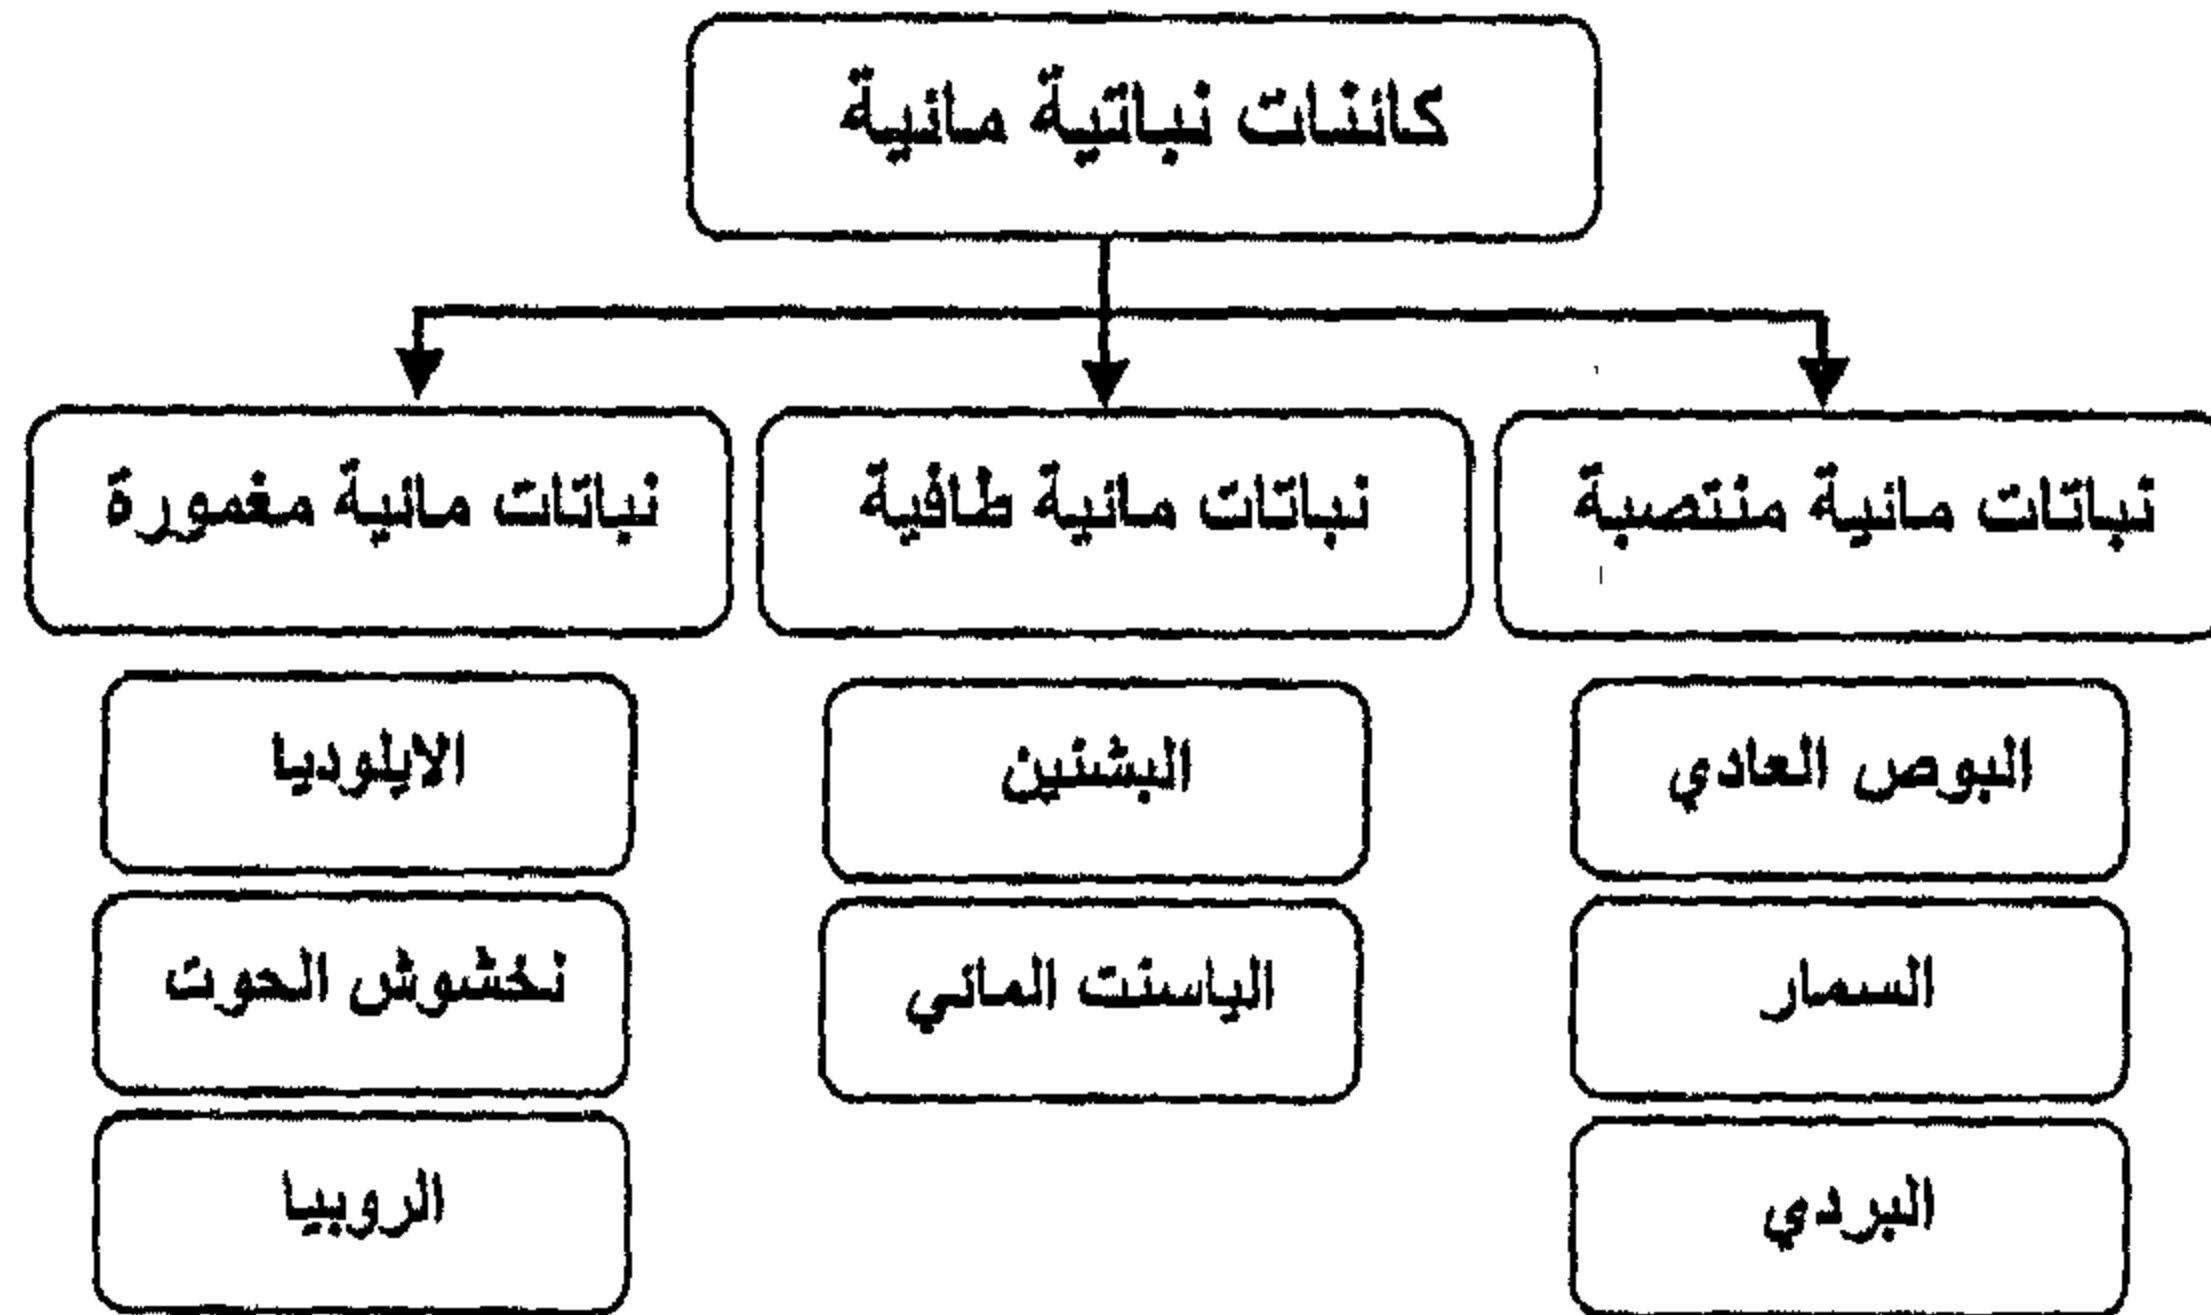 كائنات نباتية مائية
نباتات مائية منتصبة
نباتات مائية طافية
نباتات مائية مغمورة
البوص العادي
البشنين
الايلوديا
السمار
الياسنت المائي
نخشوش الحوت
البردي
الروبيا